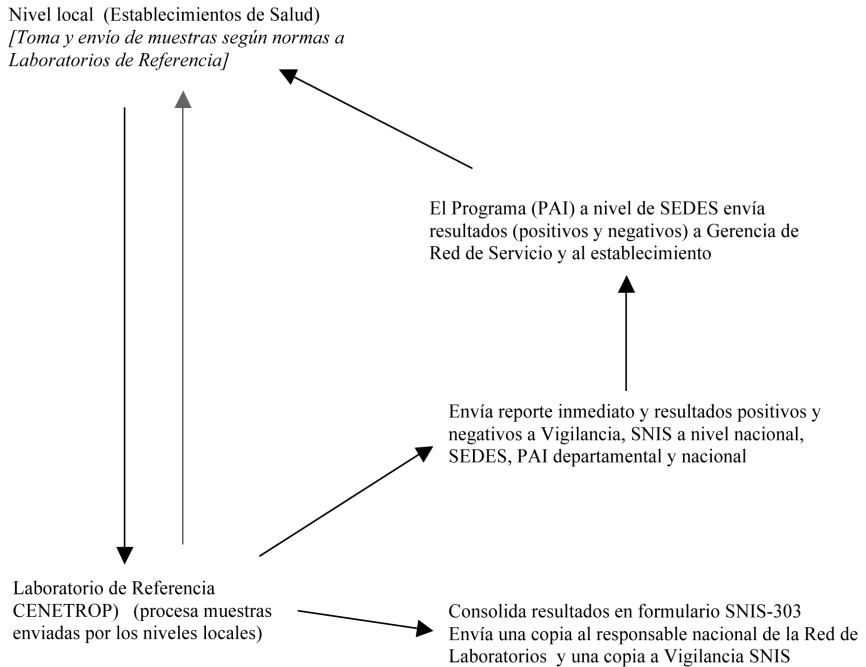 Nivel local  (Establecimientos de Salud)
[Toma y envío de muestras según normas a
Laboratorios de Referencia]
El Programa (PAI) a nivel de SEDES envía
resultados (positivos y negativos) a Gerencia de
Red de Servicio y al establecimiento
Envía reporte inmediato y resultados positivos y
negativos a Vigilancia, SNIS a nivel nacional,
SEDES, PAI departamental y nacional
Laboratorio de Referencia
CENETROP)   (procesa muestras
enviadas por los niveles locales)
Consolida resultados en formulario SNIS-303
Envía una copia al responsable nacional de la Red de
Laboratorios  y una copia a Vigilancia SNIS